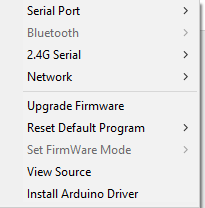 Serial Port
Bluetooth
2.4G Serial
Network
Upgrade Firmware
Reset Default Program
Set FirmWare Mode
View Source
Install Arduino Driver